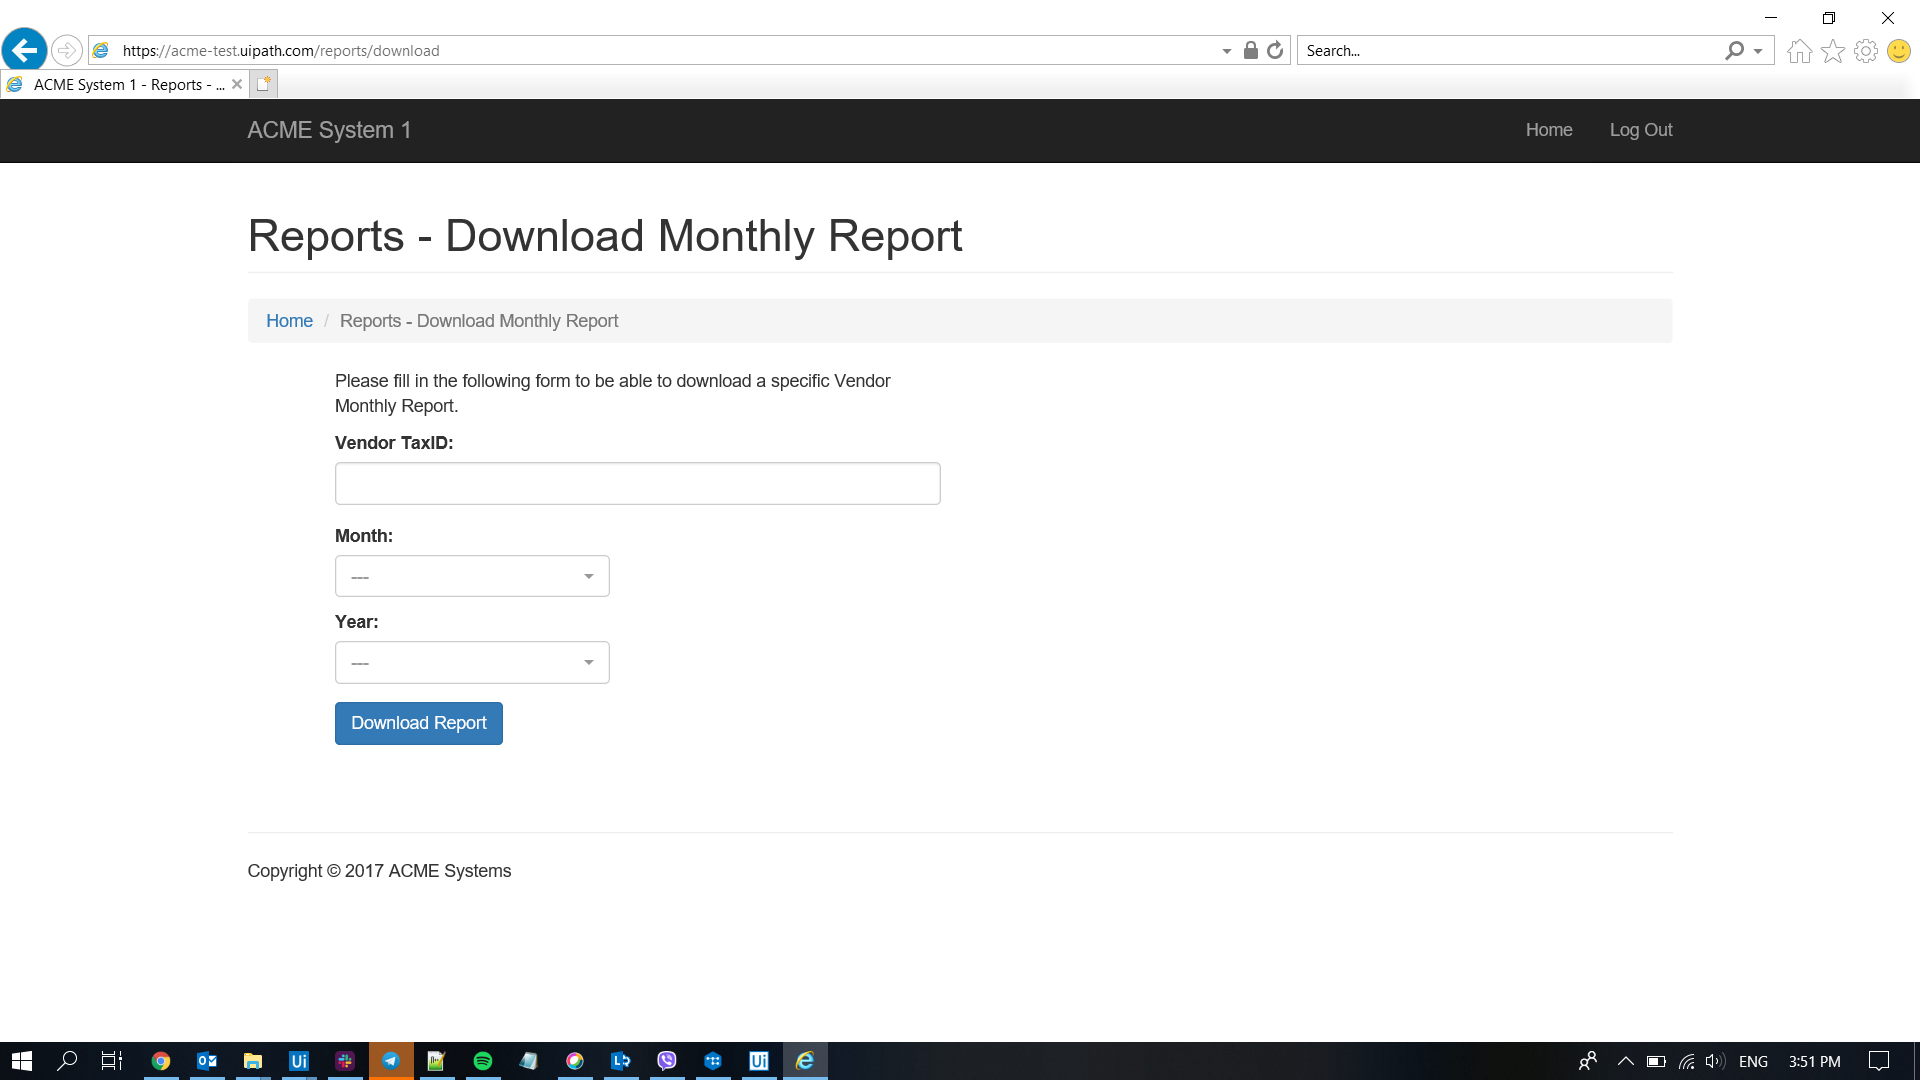 https://acme-test.uipath.com/reports/download
Search...
ACME System 1 - Reports - ...
ACME System 1
Home
Log Out
Reports - Download Monthly Report
Home / Reports - Download Monthly Report
Please fill in the following form to be able to download a specific Vendor
Monthly Report.
Vendor TaxID:
Month:
---
Year:
---
Download Report
Copyright © 2017 ACME Systems
Ui
Ui
ENG
3:51 PM